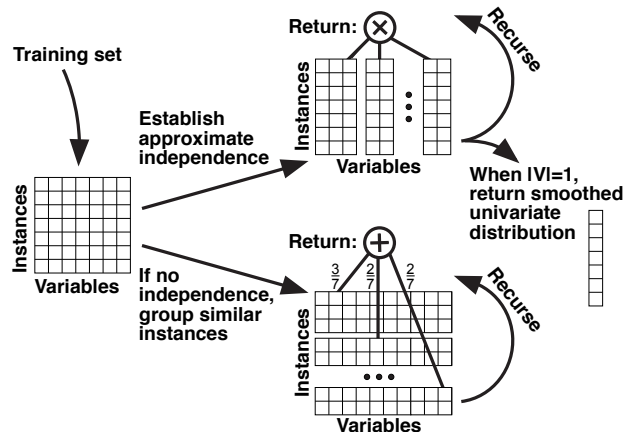 Return:
×
Recurse
Training set
Instances
Establish
approximate
independence
Variables
When |V|=1,
return smoothed
univariate
distribution
Instances
Variables
Return:
+
3/7 2/7 2/7
If no
independence,
group similar
instances
Instances
Variables
Recurse